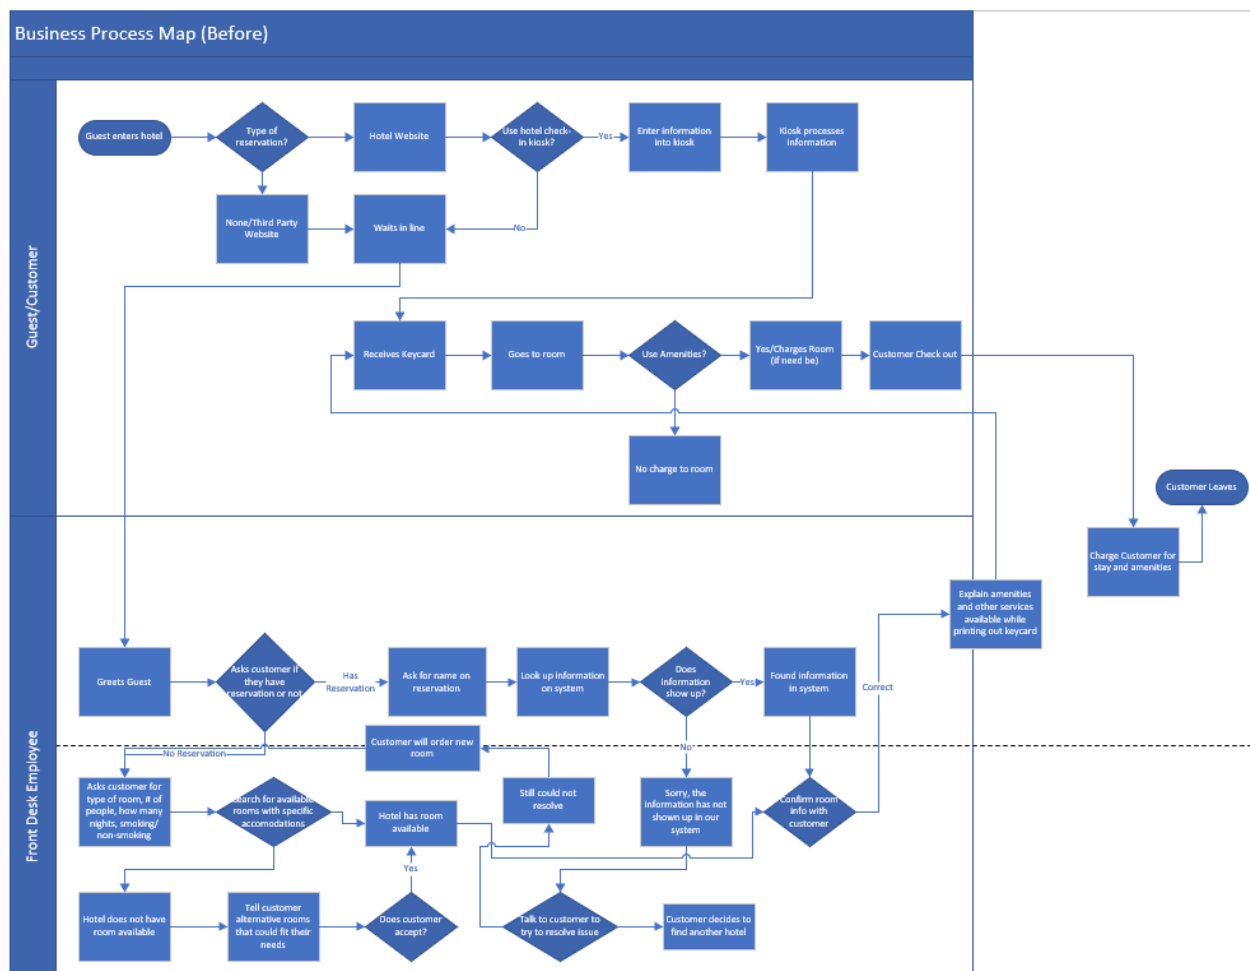 Business Process Map (Before)
Guest/Customer
Guest enters hotel
Type of
reservation?
Hotel Website
Use hotel check-
in kiosk?
Yes
Enter information
into kiosk
Kiosk processes
information
None/Third Party
Website
Waits in line
No
Receives Keycard
Goes to room
Use Amenities?
Yes/Charges Room
(if need be)
Customer Check out
No charge to room
Customer Leaves
Charge Customer for
stay and amenities
Explain amenities
and other services
available while
printing out keycard
Front Desk Employee
Greets Guest
Asks customer if
they have
reservation or not
Has
Reservation
Ask for name on
reservation
Look up information
on system
Does
information
show up?
Yes
Found information
in system
Correct
No Reservation
Customer will order new
room
No
Asks customer for
type of room, # of
people, how many
nights, smoking/
non-smoking
Search for available
rooms with specific
accomodations
Hotel has room
available
Still could not
resolve
Sorry, the
information has not
shown up in our
system
Confirm room
info with
customer
Yes
Hotel does not have
room available
Tell customer
alternative rooms
that could fit their
needs
Does customer
accept?
Talk to customer to
try to resolve issue
Customer decides to
find another hotel